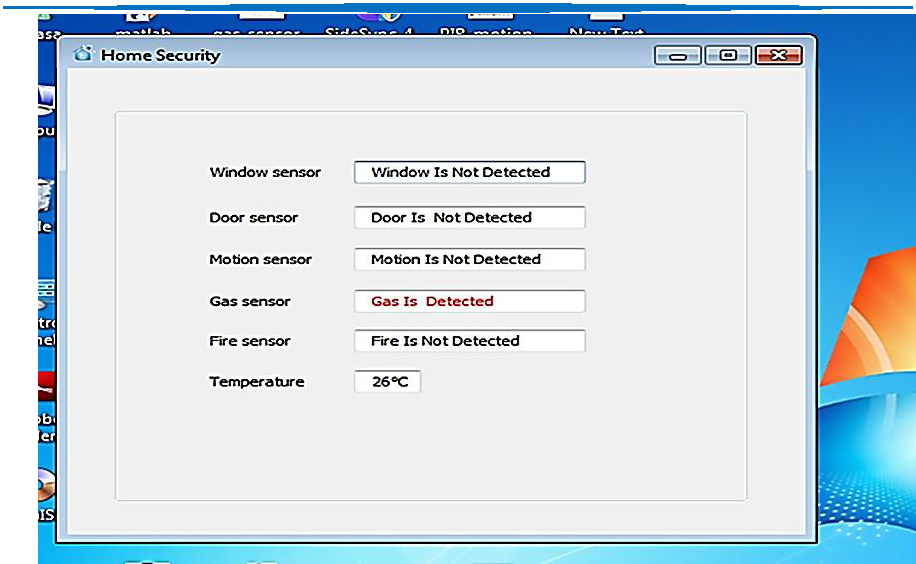 matlab gas sensor SideSync 4 PIR motion New Text
Home Security
Window sensor Window Is Not Detected
Door sensor Door Is  Not Detected
Motion sensor Motion Is Not Detected
Gas sensor Gas Is  Detected
Fire sensor Fire Is Not Detected
Temperature 26°C